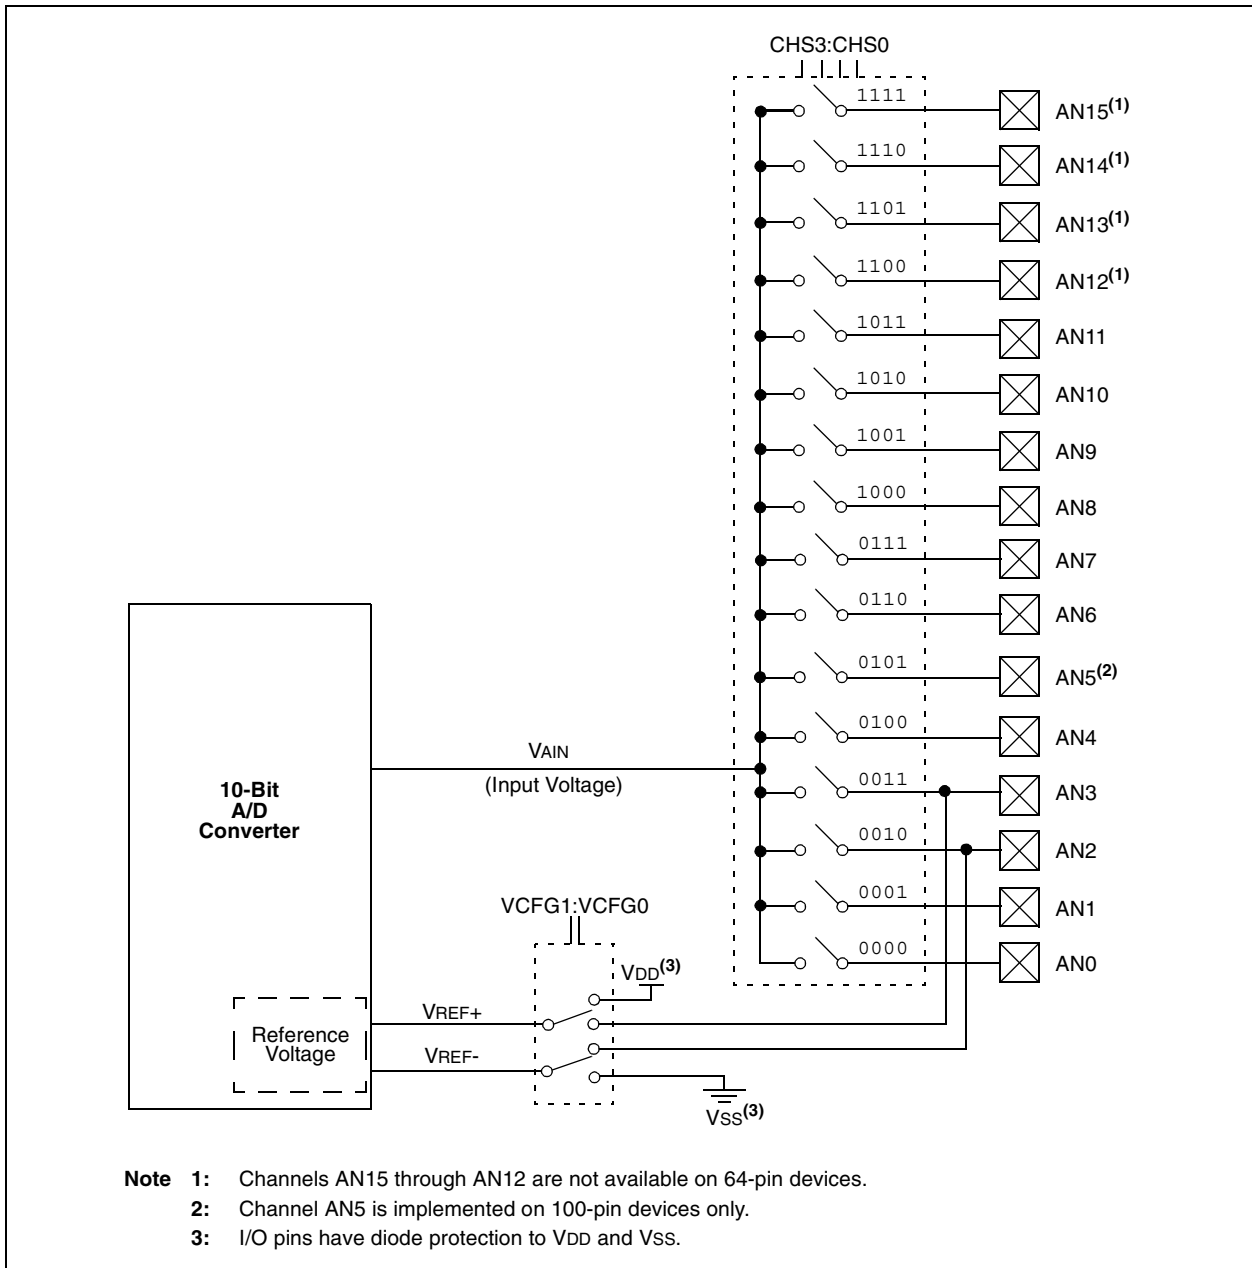 CHS3:CHS0
1111 AN15(1)
1110 AN14(1)
1101 AN13(1)
1100 AN12(1)
1011 AN11
1010 AN10
1001 AN9
1000 AN8
0111 AN7
0110 AN6
0101 AN5(2)
0100 AN4
VAIN
(Input Voltage)
10-Bit
A/D
Converter
0011 AN3
0010 AN2
0001 AN1
0000 AN0
VCFG1:VCFG0
VDD(3)
VREF+
Reference
Voltage
VREF-
VSS(3)
Note 1: Channels AN15 through AN12 are not available on 64-pin devices.
2: Channel AN5 is implemented on 100-pin devices only.
3: I/O pins have diode protection to VDD and VSS.